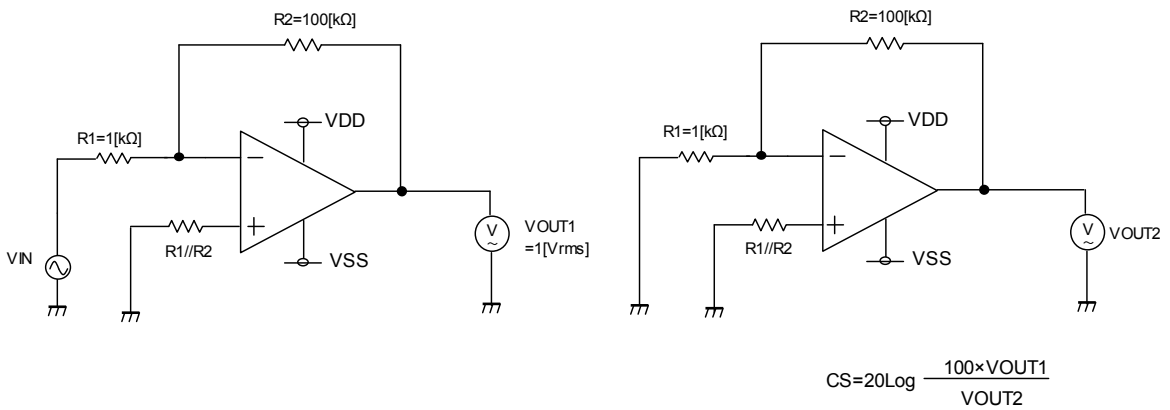 R2=100[kΩ]
VDD
R1=1[kΩ]
−
+
R1//R2
VSS
VIN
V
~
VOUT1
=1[Vrms]
R2=100[kΩ]
VDD
R1=1[kΩ]
−
+
R1//R2
VSS
V
~
VOUT2
CS=20Log 100×VOUT1
VOUT2